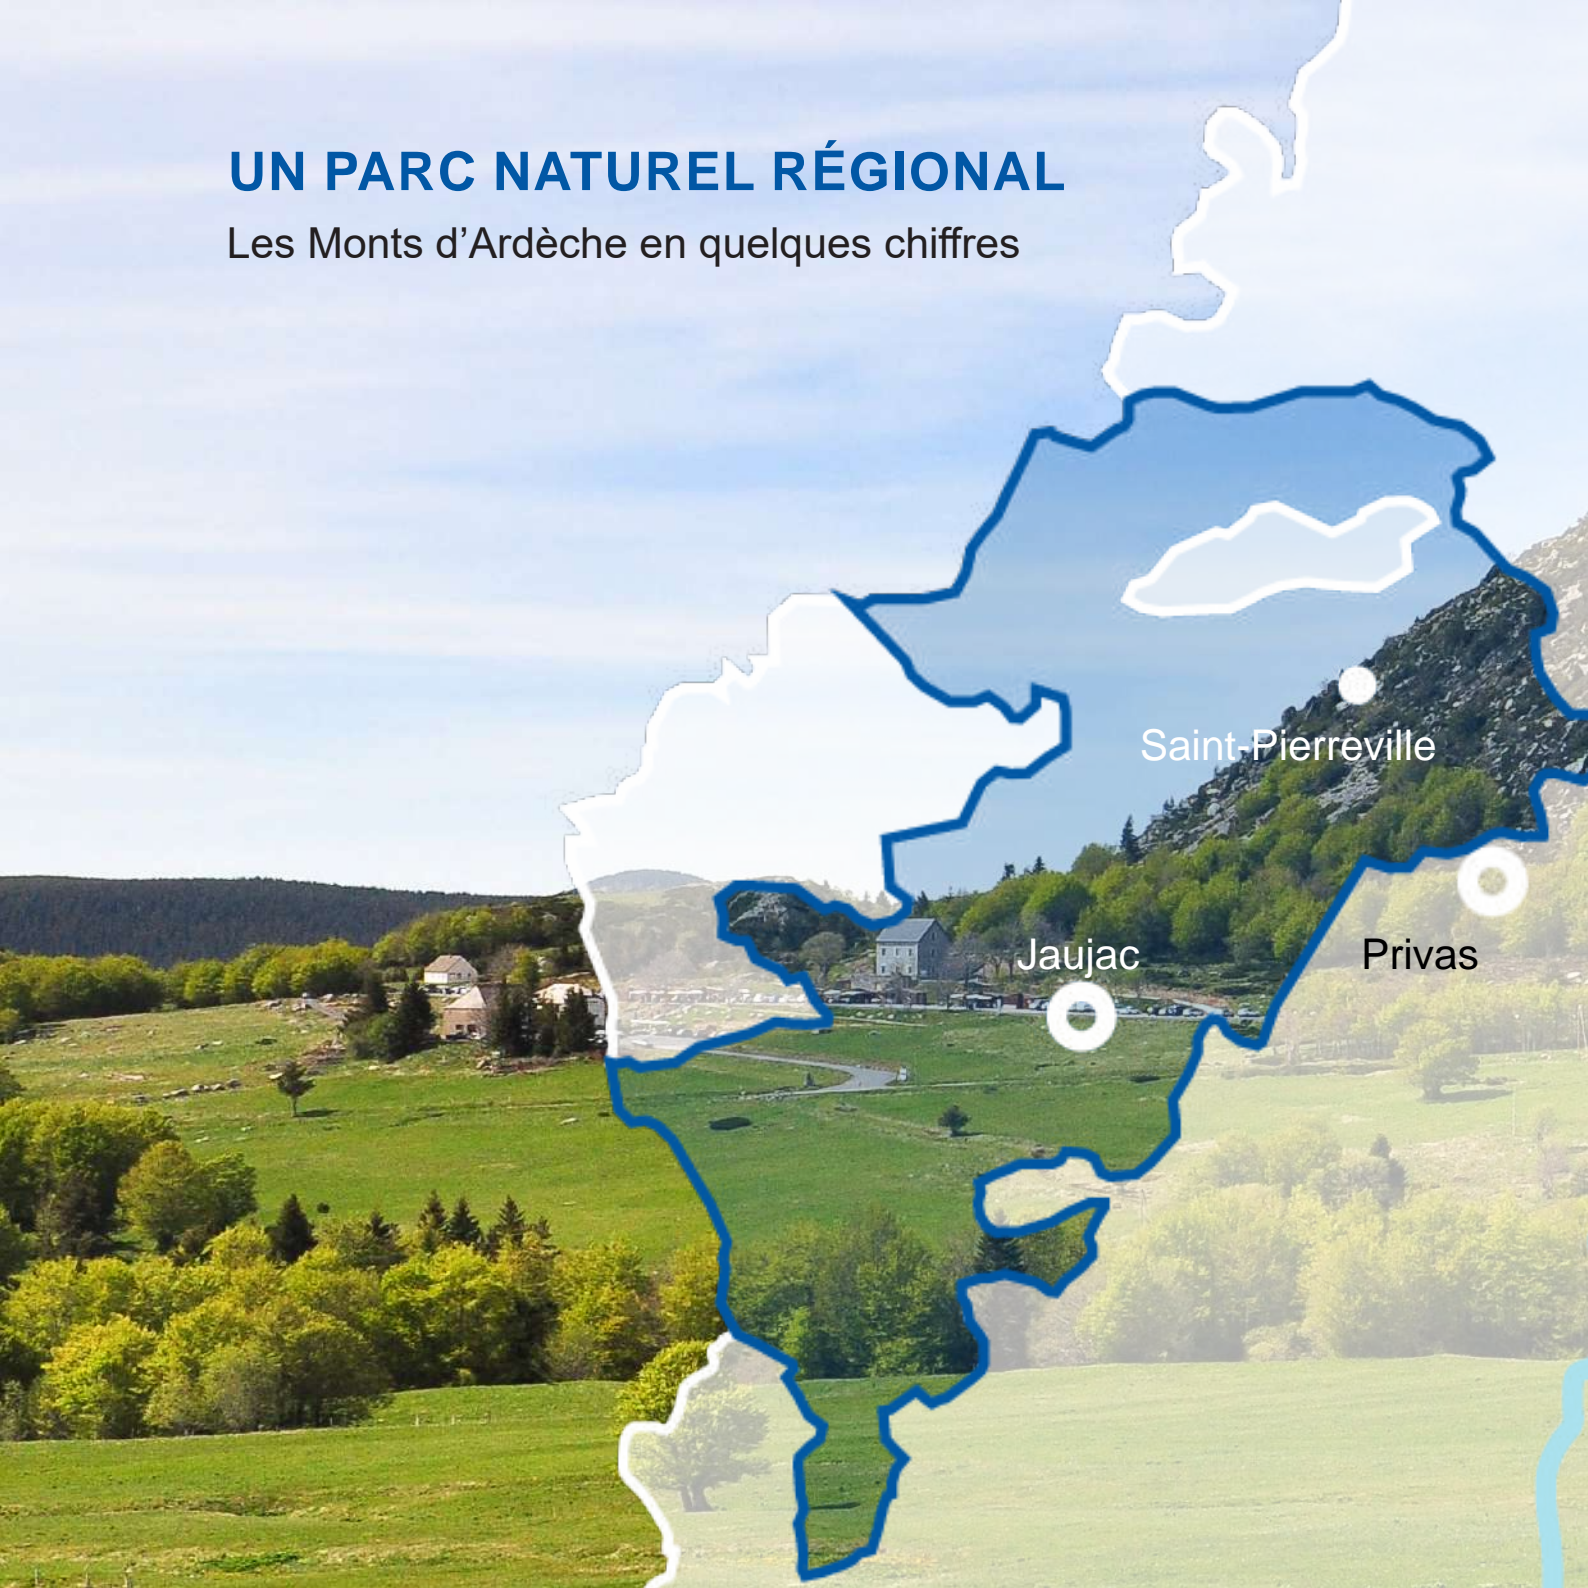 UN PARC NATUREL RÉGIONAL
Les Monts d’Ardèche en quelques chiffres
Saint-Pierreville
Jaujac
Privas